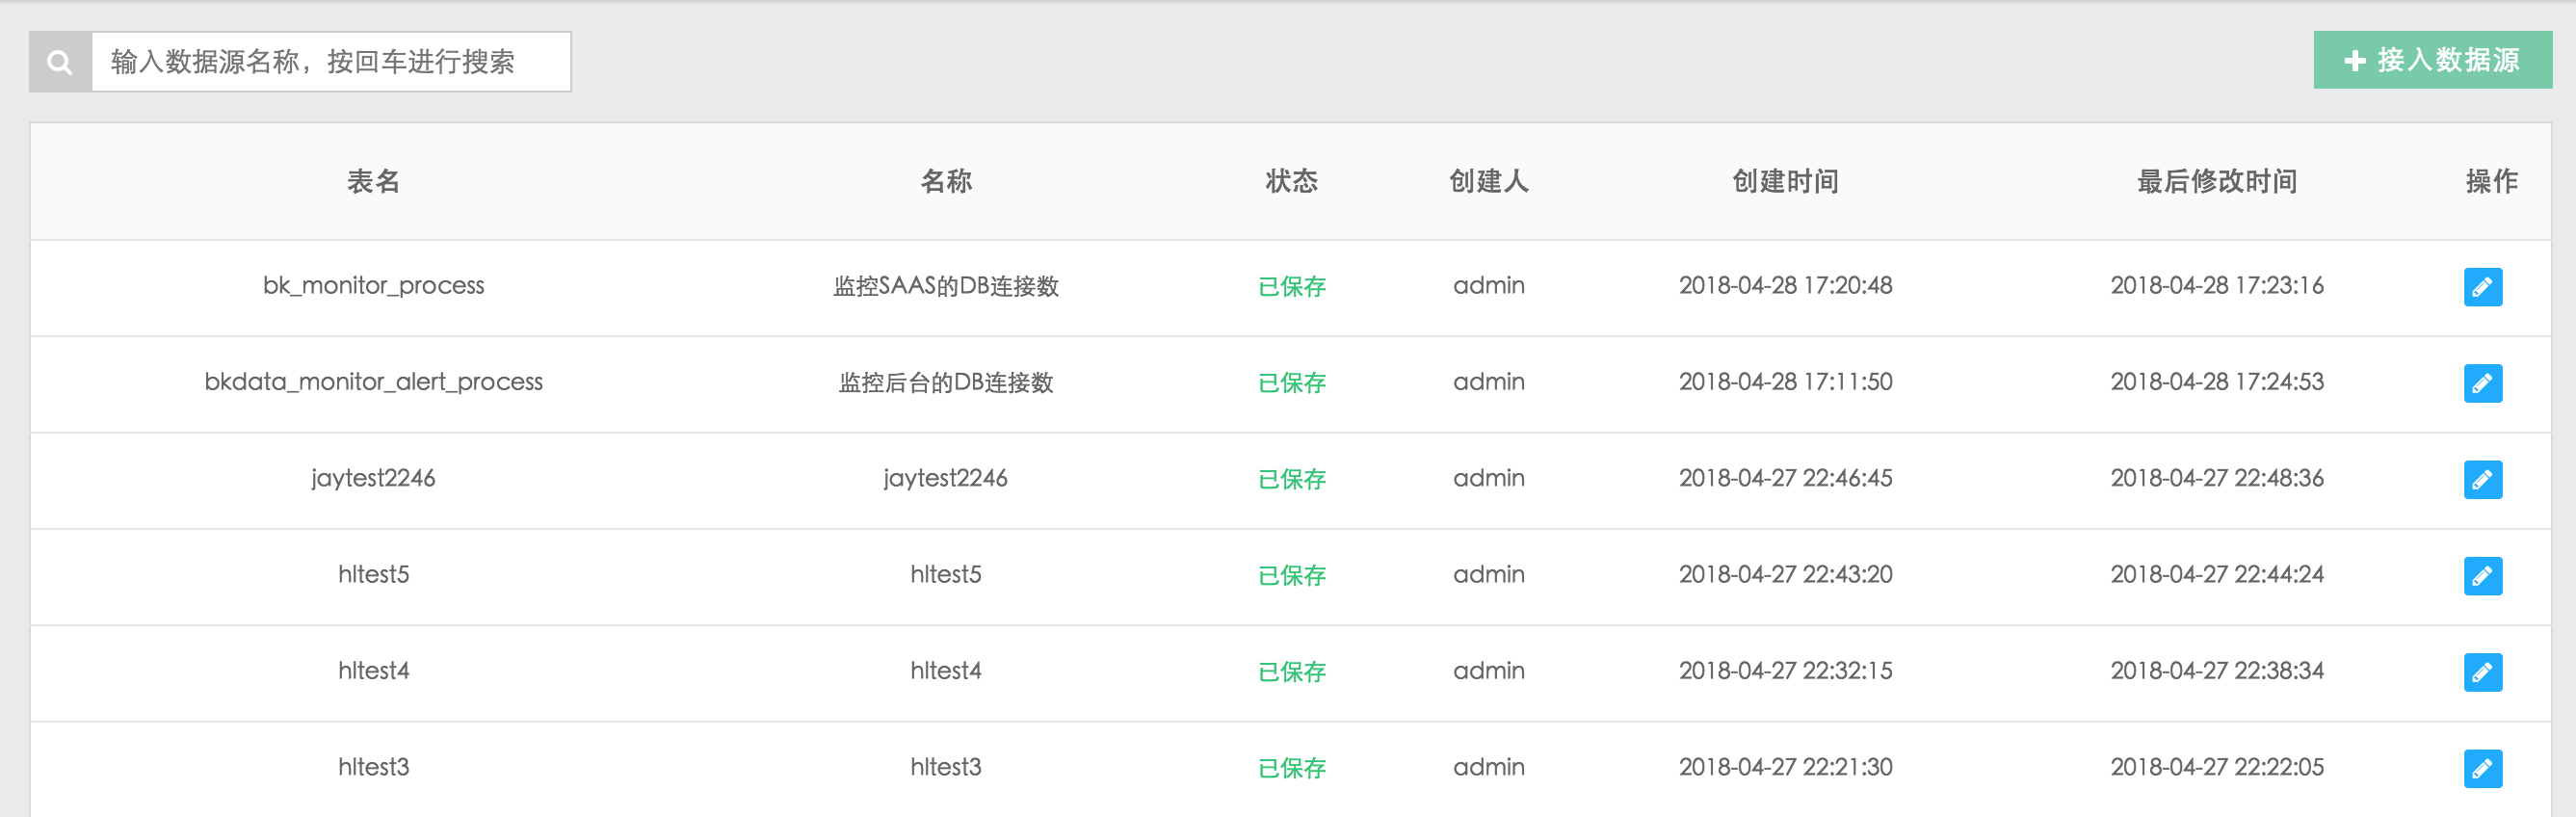 输入数据源名称，按回车进行搜索
接入数据源
表名 名称 状态 创建人 创建时间 最后修改时间 操作
bk_monitor_process 监控SAAS的DB连接数 已保存 admin 2018-04-28 17:20:48 2018-04-28 17:23:16
bkdata_monitor_alert_process 监控后台的DB连接数 已保存 admin 2018-04-28 17:11:50 2018-04-28 17:24:53
jaytest2246 jaytest2246 已保存 admin 2018-04-27 22:46:45 2018-04-27 22:48:36
hltest5 hltest5 已保存 admin 2018-04-27 22:43:20 2018-04-27 22:44:24
hltest4 hltest4 已保存 admin 2018-04-27 22:32:15 2018-04-27 22:38:34
hltest3 hltest3 已保存 admin 2018-04-27 22:21:30 2018-04-27 22:22:05